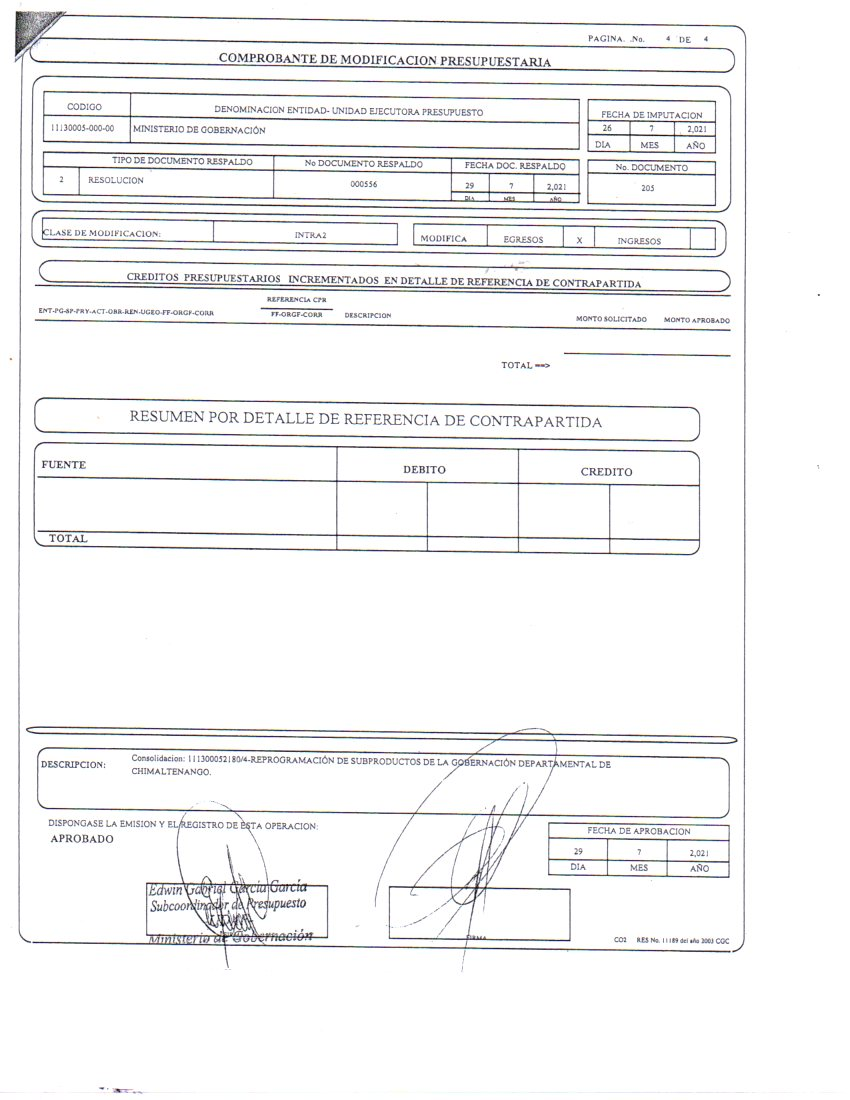 PAGINA. .No. 4 DE 4
COMPROBANTE DE MODIFICACION PRESUPUESTARIA
CODIGO DENOMINACION ENTIDAD- UNIDAD EJECUTORA PRESUPUESTO
11130005-000-00 MINISTERIO DE GOBERNACIÓN
FECHA DE IMPUTACION
26 7 2,021
DIA MES AÑO
TIPO DE DOCUMENTO RESPALDO No DOCUMENTO RESPALDO FECHA DOC. RESPALDO
2 RESOLUCION 000556 29 7 2,021
DIA MES AÑO
No. DOCUMENTO
205
CLASE DE MODIFICACION: INTRA2
MODIFICA EGRESOS X INGRESOS
CREDITOS PRESUPUESTARIOS INCREMENTADOS EN DETALLE DE REFERENCIA DE CONTRAPARTIDA
REFERENCIA CPR
ENT-PG-SP-PRY-ACT-OBR-REN-UGEO-FF-ORGF-CORR FF-ORGF-CORR DESCRIPCION MONTO SOLICITADO MONTO APROBADO
TOTAL ==>
RESUMEN POR DETALLE DE REFERENCIA DE CONTRAPARTIDA
FUENTE DEBITO CREDITO
TOTAL
DESCRIPCION: Consolidacion: 111300052180/4-REPROGRAMACIÓN DE SUBPRODUCTOS DE LA GOBERNACIÓN DEPARTAMENTAL DE
CHIMALTENANGO.
DISPONGASE LA EMISION Y EL REGISTRO DE ESTA OPERACION:
APROBADO
FECHA DE APROBACION
29 7 2,021
DIA MES AÑO
Edwin Gabriel García García
Subcoordinador de Presupuesto
Ministerio de Gobernación
FIRMA
CO2 RES No. 11189 del año 2003 CGC